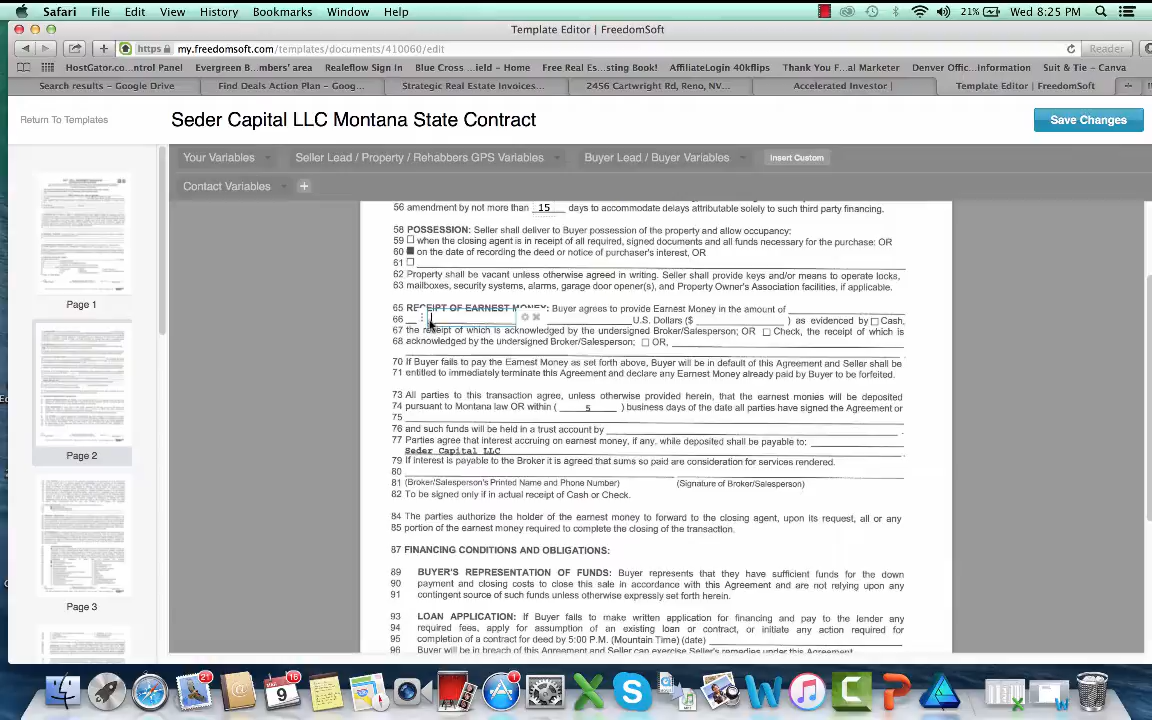 Safari File Edit View History Bookmarks Window Help 21% Wed 8:25 PM
Template Editor | FreedomSoft
https my.freedomsoft.com/templates/documents/410060/edit Reader
HostGator.co...ntrol Panel Evergreen B...mbers' area Realeflow Sign In Blue Cross ...ield - Home Free Real Es...sting Book! AffiliateLogin 40kflips Thank You F...al Marketer Denver Offic...Information Suit & Tie – Canva
Search results – Google Drive Find Deals Action Plan – Goog... Strategic Real Estate Invoices... 2456 Cartwright Rd, Reno, NV... Accelerated Investor | Template Editor | FreedomSoft
Return To Templates Seder Capital LLC Montana State Contract Save Changes
Your Variables Seller Lead / Property / Rehabbers GPS Variables Buyer Lead / Buyer Variables Insert Custom
Contact Variables +
Page 1
Page 2
Page 3
56 amendment by not more than 15 days to accommodate delays attributable solely to such third party financing.
58 POSSESSION: Seller shall deliver to Buyer possession of the property and allow occupancy:
59 when the closing agent is in receipt of all required, signed documents and all funds necessary for the purchase: OR
60 on the date of recording the deed or notice of purchaser's interest, OR
61
62 Property shall be vacant unless otherwise agreed in writing. Seller shall provide keys and/or means to operate locks,
63 mailboxes, security systems, alarms, garage door opener(s), and Property Owner's Association facilities, if applicable.
65 RECEIPT OF EARNEST MONEY: Buyer agrees to provide Earnest Money in the amount of
66 U.S. Dollars ($ ) as evidenced by Cash,
67 the receipt of which is acknowledged by the undersigned Broker/Salesperson; OR Check, the receipt of which is
68 acknowledged by the undersigned Broker/Salesperson; OR,
70 If Buyer fails to pay the Earnest Money as set forth above, Buyer will be in default of this Agreement and Seller shall be
71 entitled to immediately terminate this Agreement and declare any Earnest Money already paid by Buyer to be forfeited.
73 All parties to this transaction agree, unless otherwise provided herein, that the earnest monies will be deposited
74 pursuant to Montana law OR within ( 5 ) business days of the date all parties have signed the Agreement or
75
76 and such funds will be held in a trust account by
77 Parties agree that interest accruing on earnest money, if any, while deposited shall be payable to:
Seder Capital LLC
79 If interest is payable to the Broker it is agreed that sums so paid are consideration for services rendered.
80
81 (Broker/Salesperson's Printed Name and Phone Number) (Signature of Broker/Salesperson)
82 To be signed only if in actual receipt of Cash or Check.
84 The parties authorize the holder of the earnest money to forward to the closing agent, upon its request, all or any
85 portion of the earnest money required to complete the closing of the transaction.
87 FINANCING CONDITIONS AND OBLIGATIONS:
89 BUYER'S REPRESENTATION OF FUNDS: Buyer represents that they have sufficient funds for the down
90 payment and closing costs to close this sale in accordance with this Agreement and are not relying upon any
91 contingent source of such funds unless otherwise expressly set forth herein.
93 LOAN APPLICATION: If Buyer fails to make written application for financing and pay to the lender any
94 required fees, apply for assumption of an existing loan or contract, or initiate any action required for
95 completion of a contract for deed by 5:00 P.M. (Mountain Time) (date)
96 Buyer will be in breach of this Agreement and Seller can exercise Seller's remedies under this Agreement.